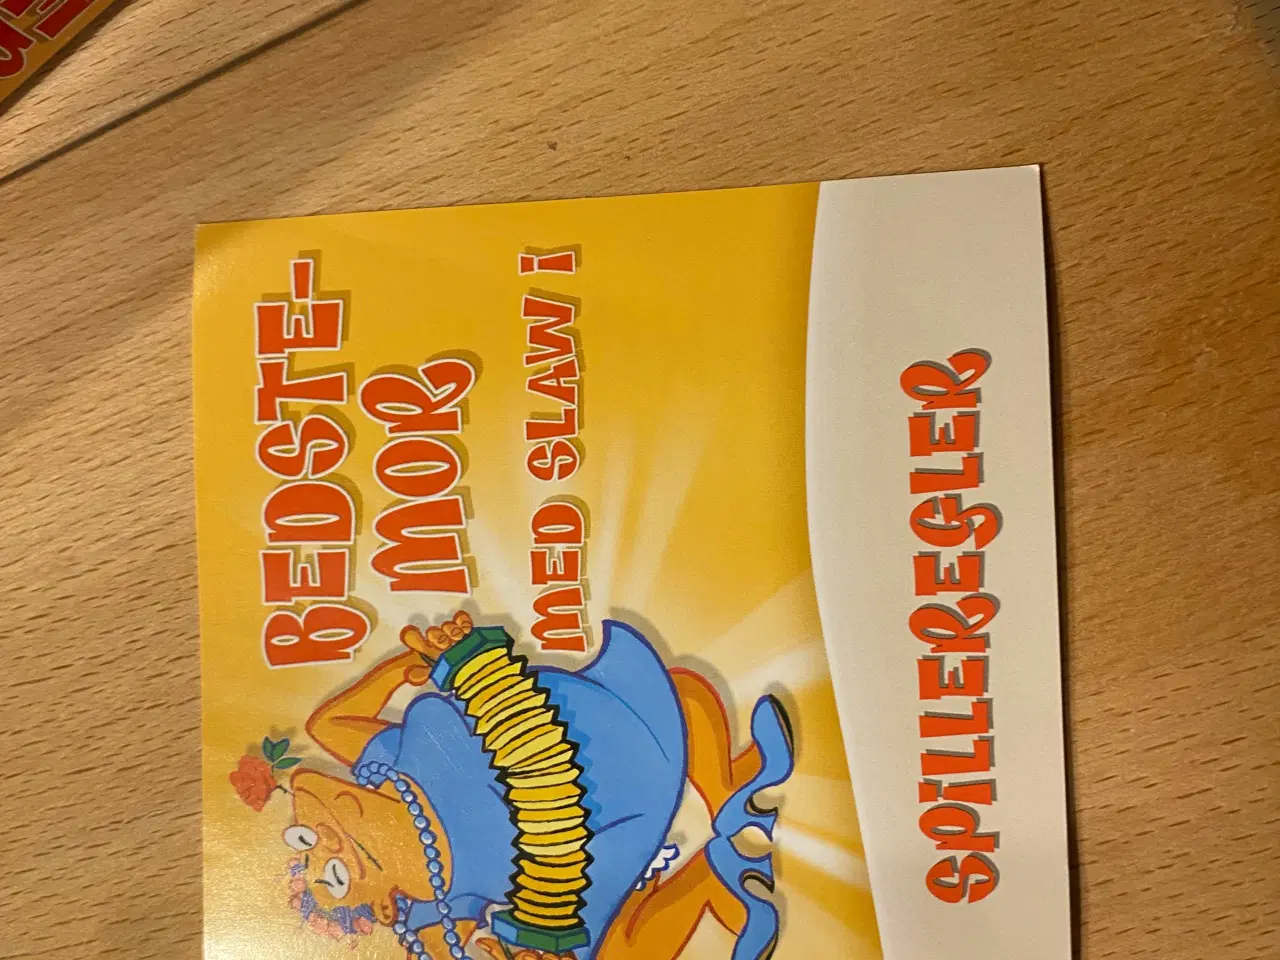 BEDSTE-
MOR
MED SLAW!
SPILLEREGLER